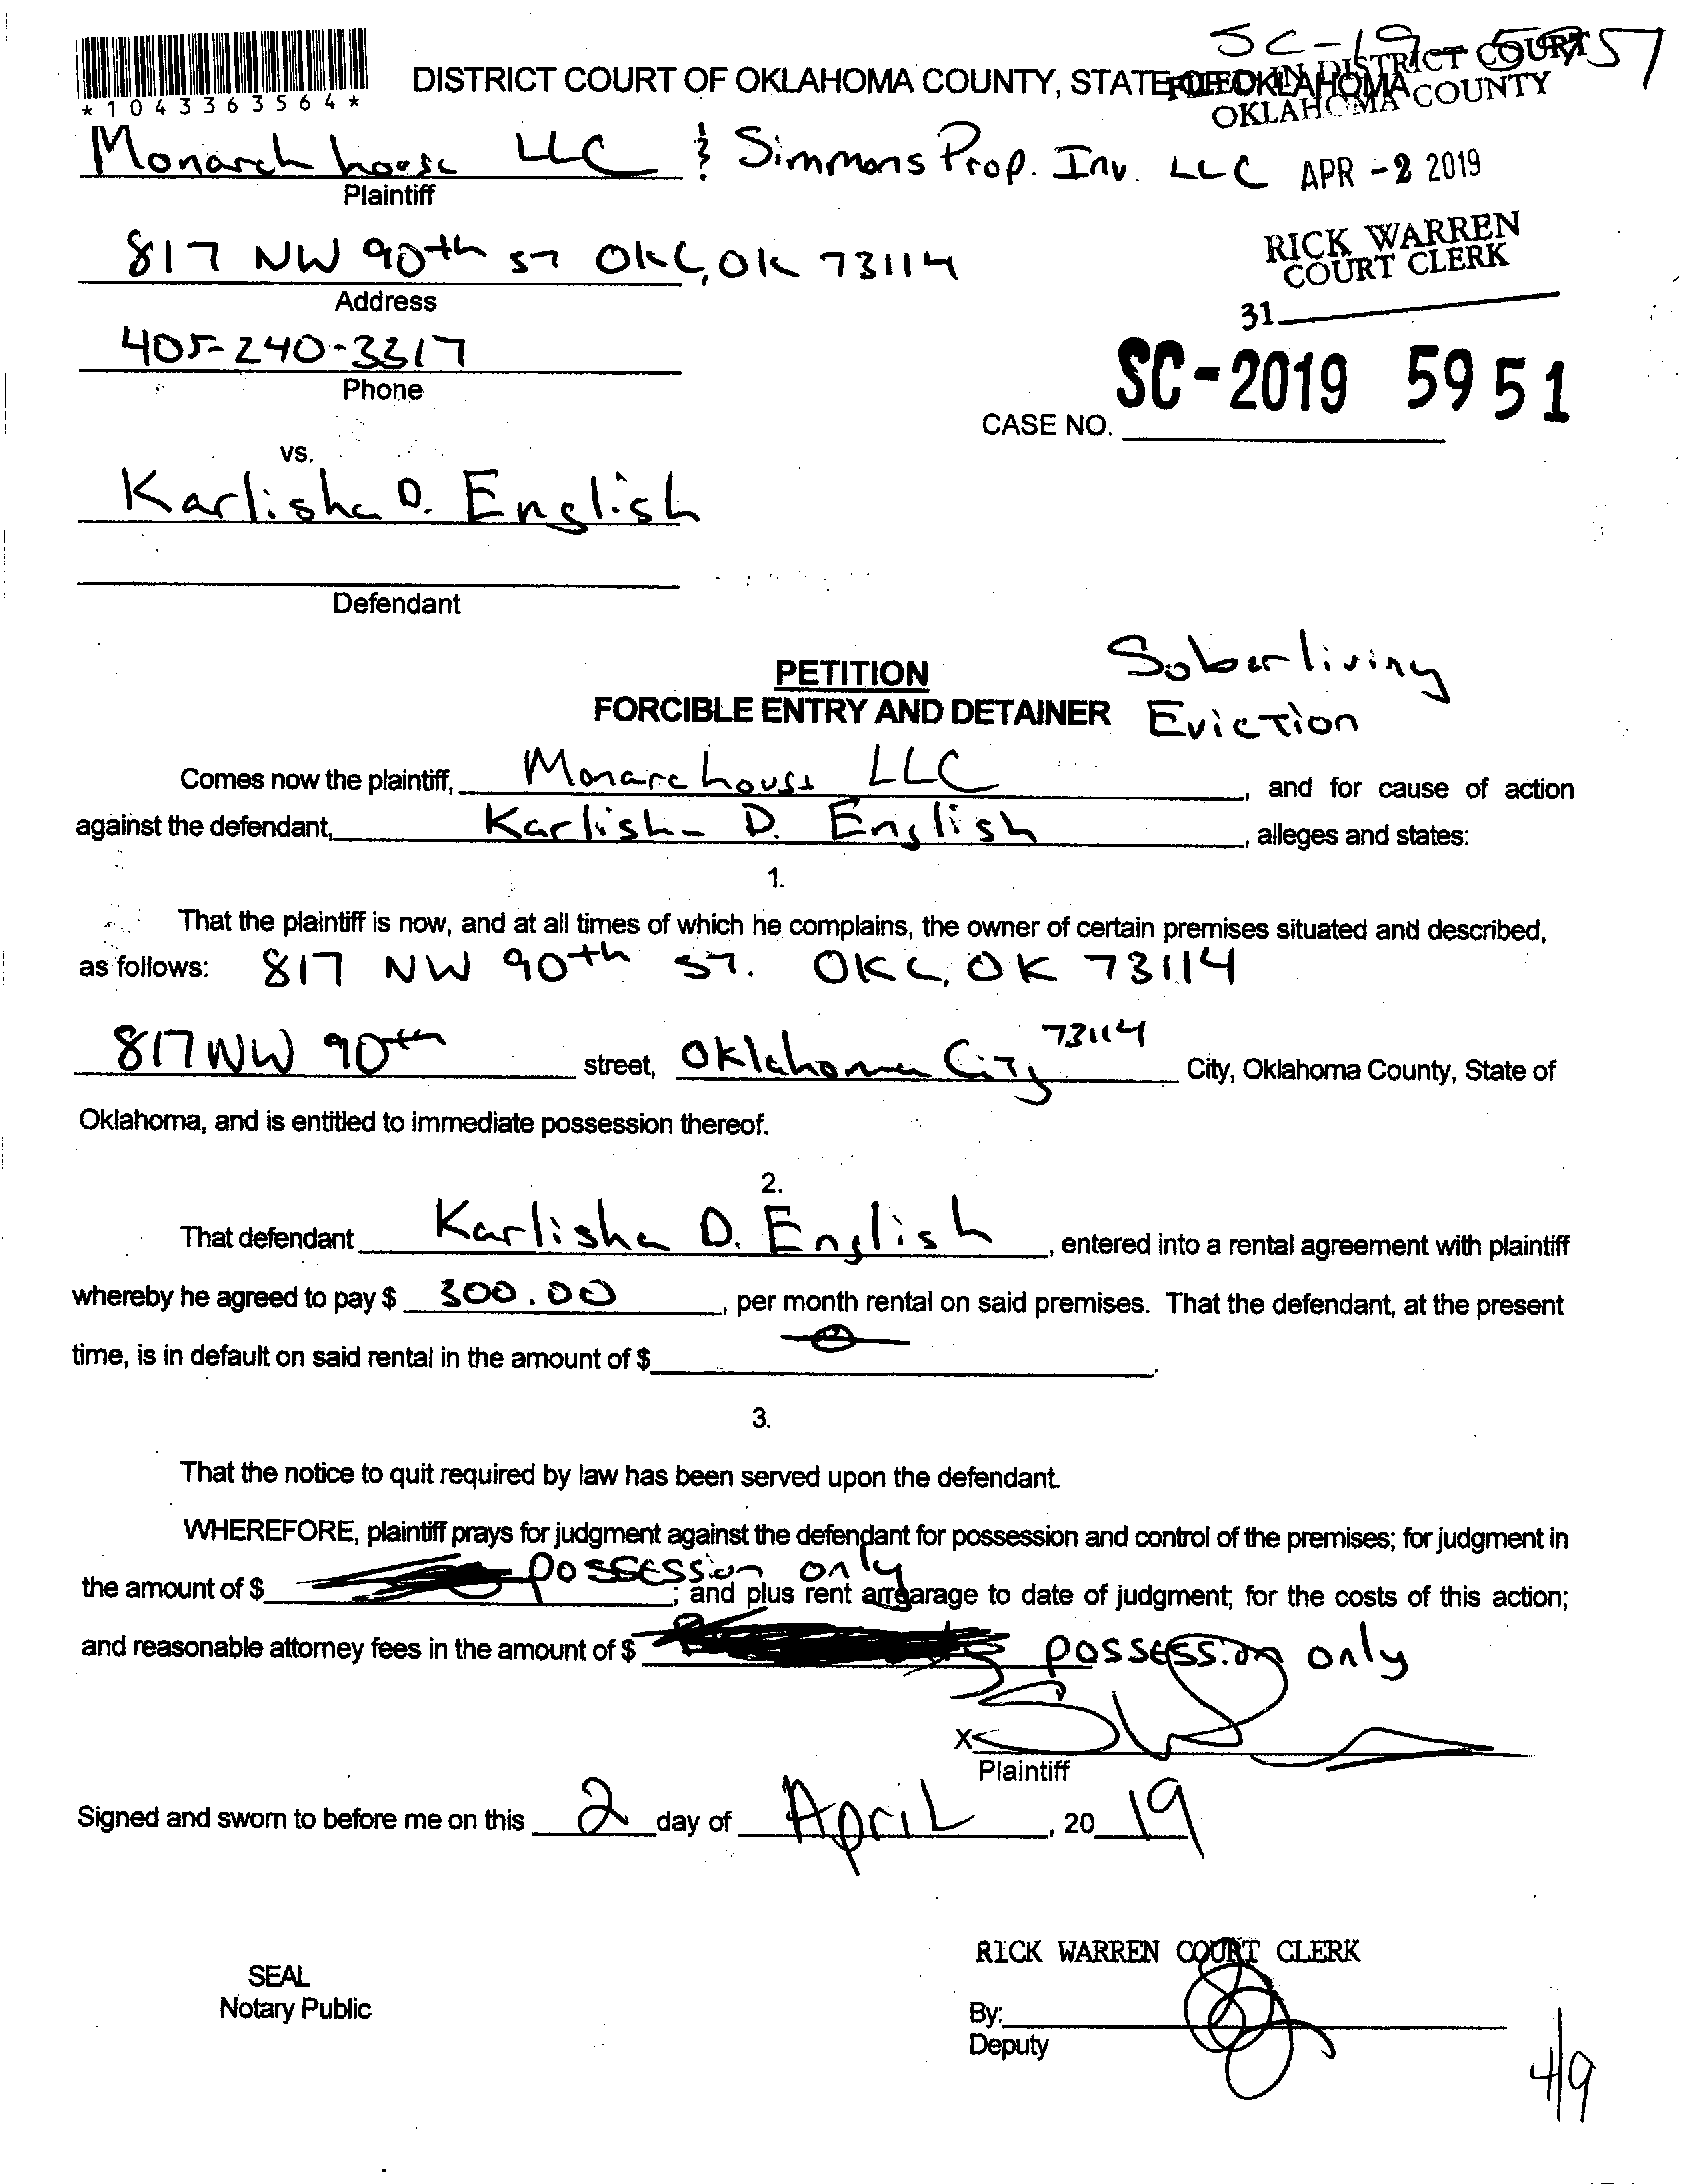 SC-19-5951
*1043363564*
DISTRICT COURT OF OKLAHOMA COUNTY, STATE OF OKLAHOMA
FILED IN DISTRICT COURT
OKLAHOMA COUNTY
Monarch house LLC & Simmons Prop. Inv. LLC
APR -2 2019
Plaintiff
RICK WARREN
COURT CLERK
817 NW 90th ST OKC, OK 73114
Address
31
405-240-3317
Phone
SC-2019 5951
CASE NO.
vs.
Karlisha D. English
Defendant
PETITION
FORCIBLE ENTRY AND DETAINER
Soberliving
Eviction
Comes now the plaintiff, Monarc house LLC, and for cause of action
against the defendant, Karlisha D. English, alleges and states:
1.
That the plaintiff is now, and at all times of which he complains, the owner of certain premises situated and described,
as follows: 817 NW 90th ST. OKC, OK 73114
817 NW 90th street, Oklahoma City 73114 City, Oklahoma County, State of
Oklahoma, and is entitled to immediate possession thereof.
2.
That defendant Karlisha D. English, entered into a rental agreement with plaintiff
whereby he agreed to pay $ 300.00, per month rental on said premises. That the defendant, at the present
time, is in default on said rental in the amount of $ 0.
3.
That the notice to quit required by law has been served upon the defendant.
WHEREFORE, plaintiff prays for judgment against the defendant for possession and control of the premises; for judgment in
the amount of $ possession only; and plus rent arrearage to date of judgment; for the costs of this action;
and reasonable attorney fees in the amount of $ possession only
X
Plaintiff
Signed and sworn to before me on this 2 day of April, 20 19
RICK WARREN COURT CLERK
SEAL
Notary Public
By:
Deputy
4/9